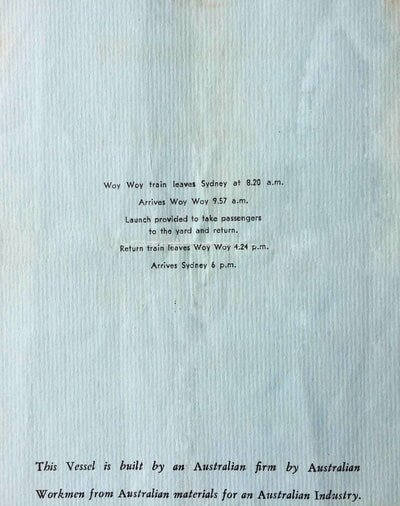 Woy Woy train leaves Sydney at 8.20 a.m.
Arrives Woy Woy 9.57 a.m.
Launch provided to take passengers
to the yard and return.
Return train leaves Woy Woy 4.24 p.m.
Arrives Sydney 6 p.m.
This Vessel is built by an Australian firm by Australian
Workmen from Australian materials for an Australian Industry.